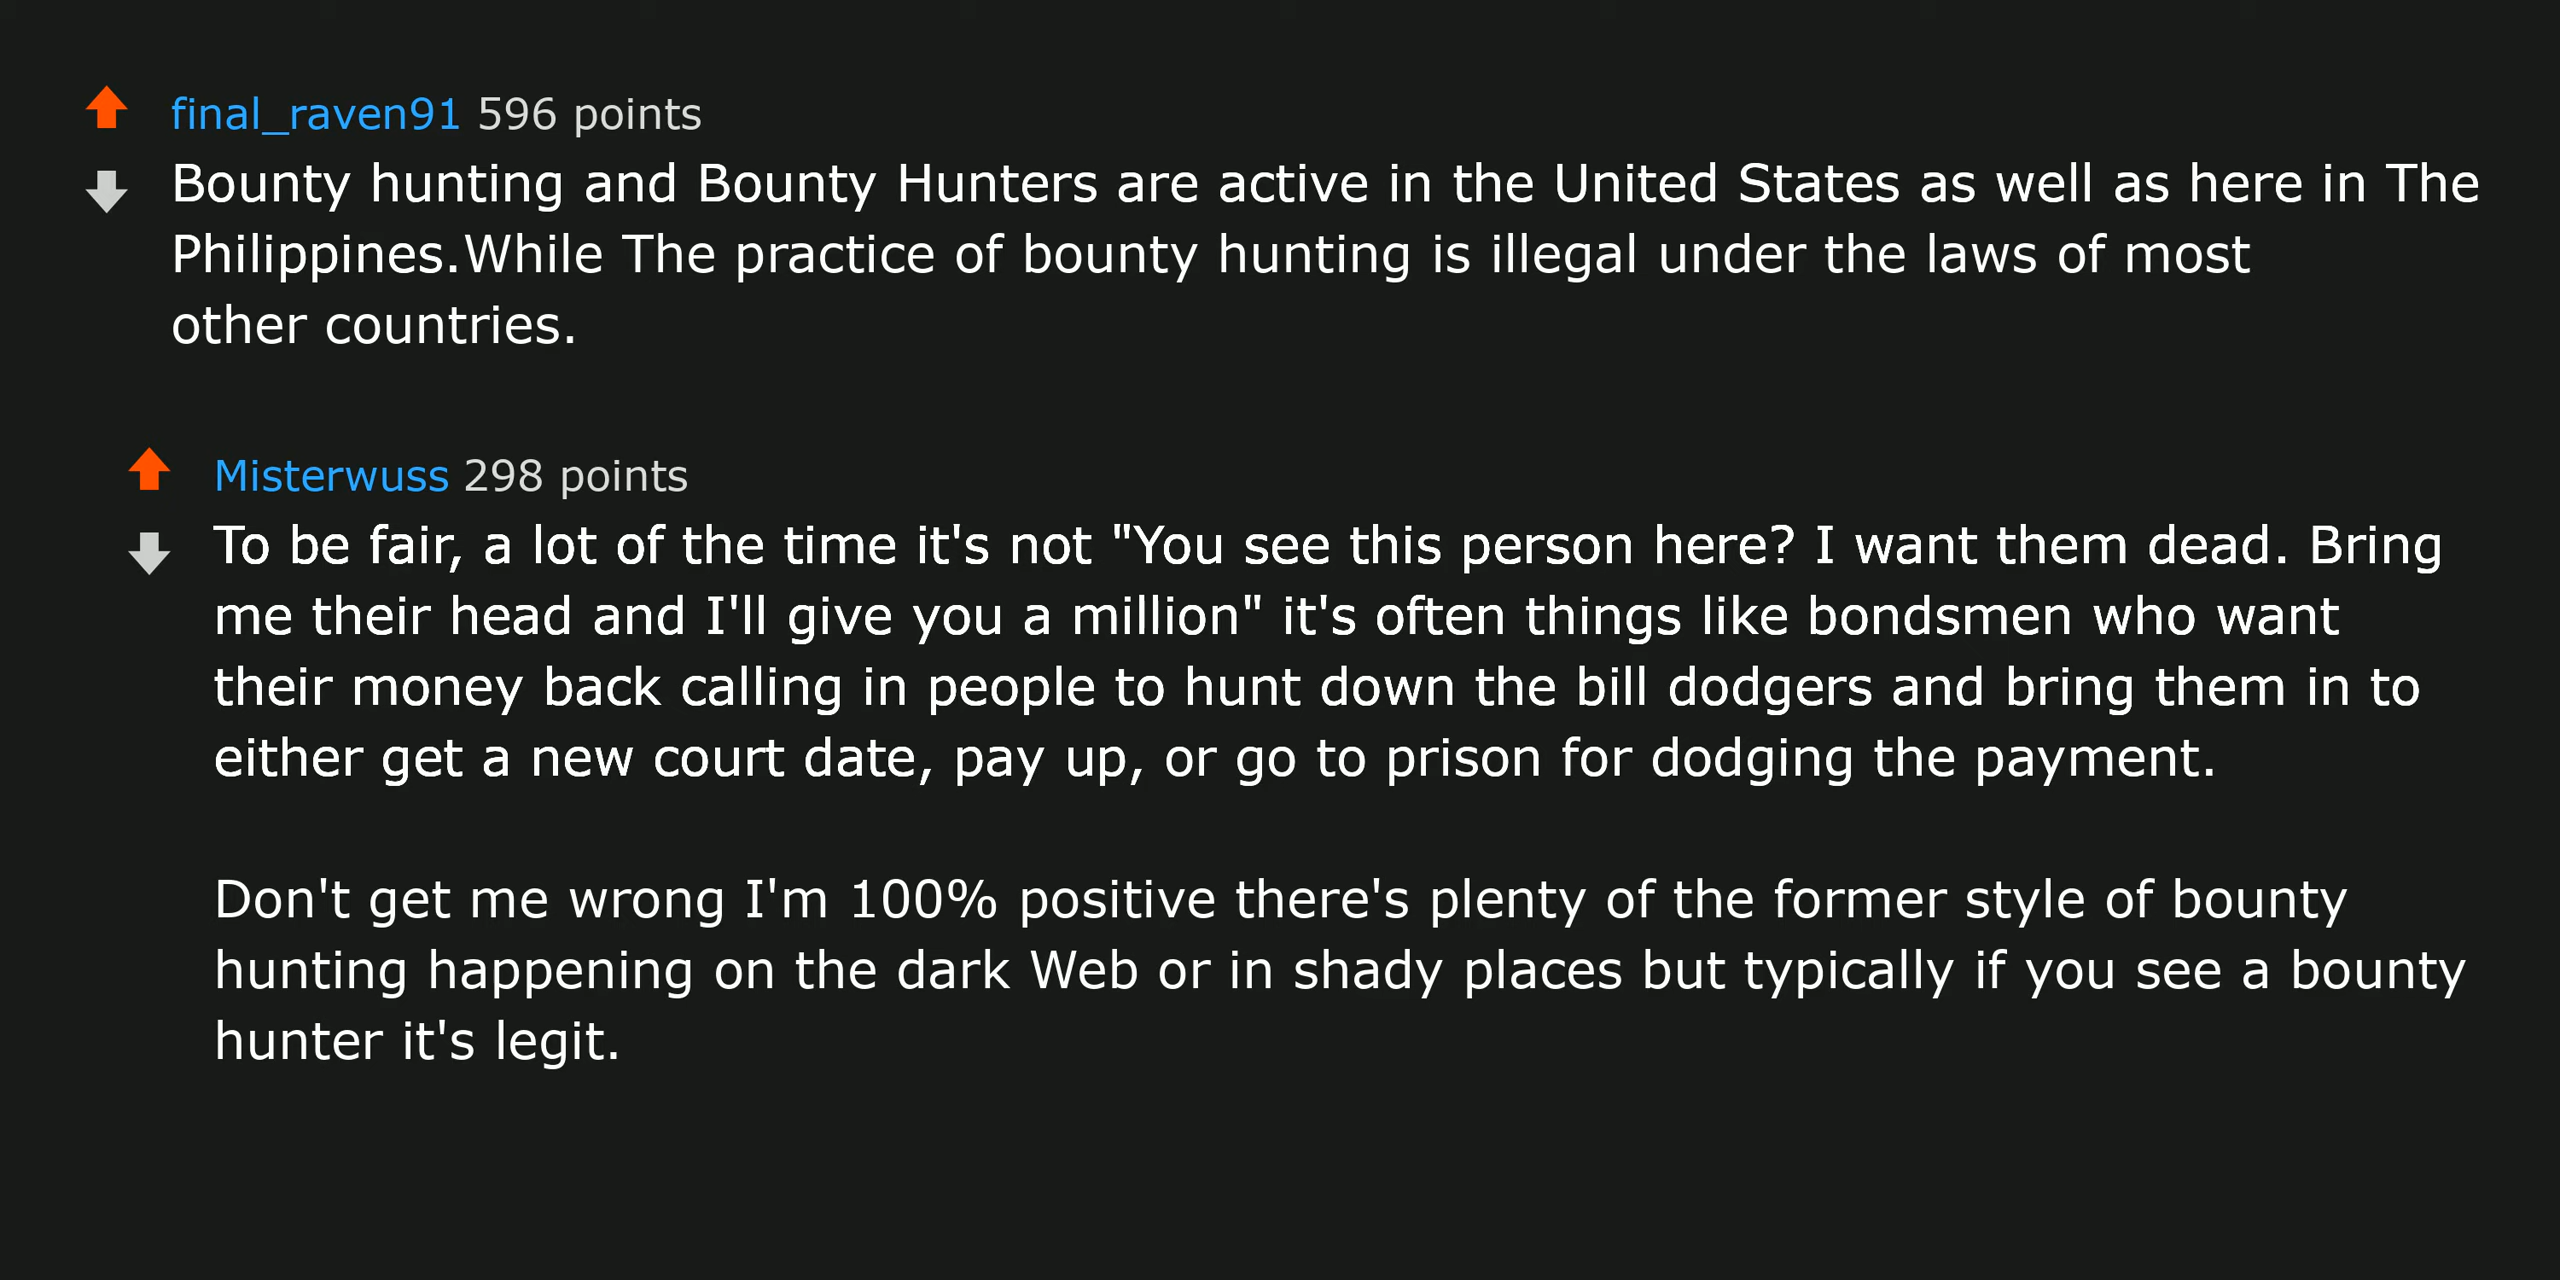 final_raven91 596 points
Bounty hunting and Bounty Hunters are active in the United States as well as here in The
Philippines.While The practice of bounty hunting is illegal under the laws of most
other countries.
Misterwuss 298 points
To be fair, a lot of the time it's not "You see this person here? I want them dead. Bring
me their head and I'll give you a million" it's often things like bondsmen who want
their money back calling in people to hunt down the bill dodgers and bring them in to
either get a new court date, pay up, or go to prison for dodging the payment.
Don't get me wrong I'm 100% positive there's plenty of the former style of bounty
hunting happening on the dark Web or in shady places but typically if you see a bounty
hunter it's legit.